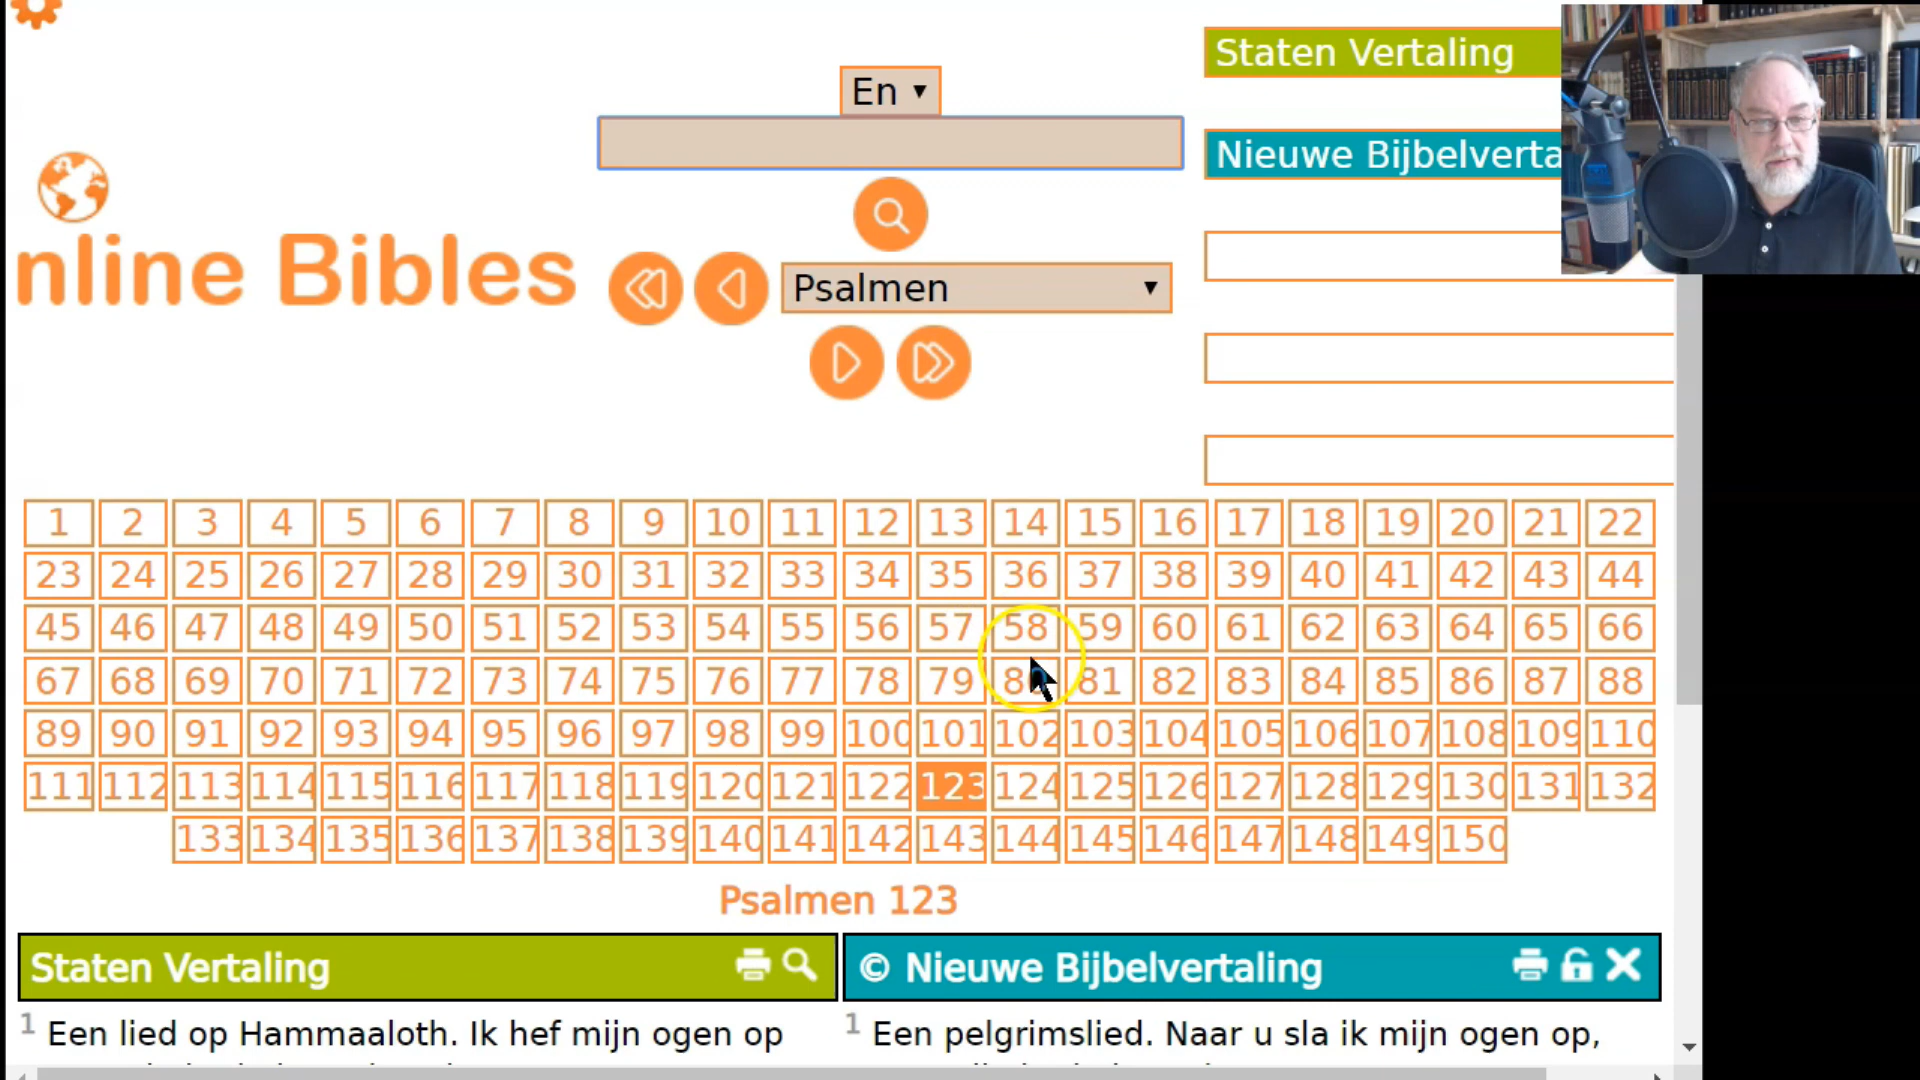 En
Staten Vertaling
Nieuwe Bijbelverta
nline Bibles
Psalmen
1 2 3 4 5 6 7 8 9 10 11 12 13 14 15 16 17 18 19 20 21 22
23 24 25 26 27 28 29 30 31 32 33 34 35 36 37 38 39 40 41 42 43 44
45 46 47 48 49 50 51 52 53 54 55 56 57 58 59 60 61 62 63 64 65 66
67 68 69 70 71 72 73 74 75 76 77 78 79 80 81 82 83 84 85 86 87 88
89 90 91 92 93 94 95 96 97 98 99 100 101 102 103 104 105 106 107 108 109 110
111 112 113 114 115 116 117 118 119 120 121 122 123 124 125 126 127 128 129 130 131 132
133 134 135 136 137 138 139 140 141 142 143 144 145 146 147 148 149 150
Psalmen 123
Staten Vertaling
1 Een lied op Hammaaloth. Ik hef mijn ogen op
© Nieuwe Bijbelvertaling
1 Een pelgrimslied. Naar u sla ik mijn ogen op,